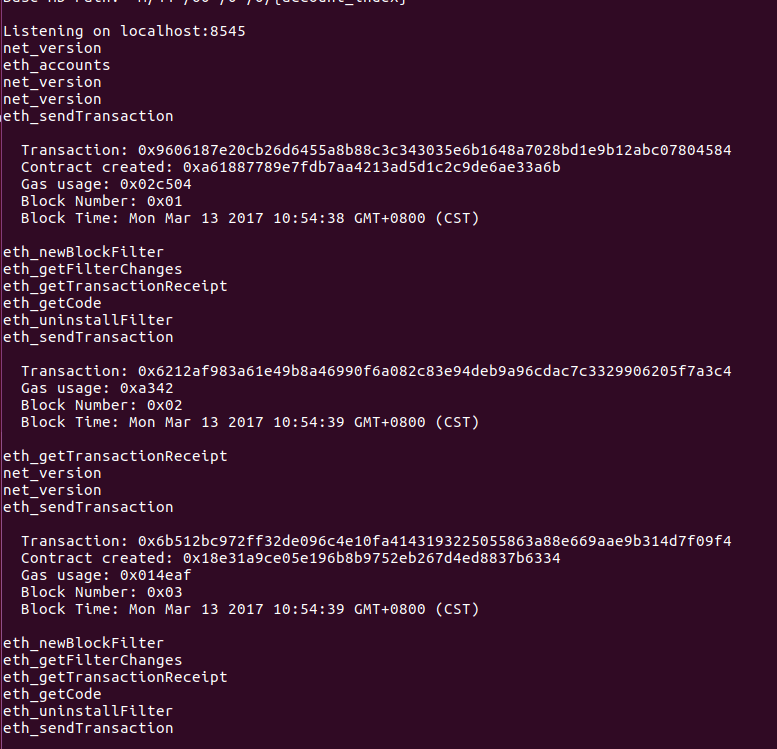 Base HD Path:  m/44'/60'/0'/0/{account_index}
Listening on localhost:8545
net_version
eth_accounts
net_version
net_version
eth_sendTransaction
Transaction: 0x9606187e20cb26d6455a8b88c3c343035e6b1648a7028bd1e9b12abc07804584
Contract created: 0xa61887789e7fdb7aa4213ad5d1c2c9de6ae33a6b
Gas usage: 0x02c504
Block Number: 0x01
Block Time: Mon Mar 13 2017 10:54:38 GMT+0800 (CST)
eth_newBlockFilter
eth_getFilterChanges
eth_getTransactionReceipt
eth_getCode
eth_uninstallFilter
eth_sendTransaction
Transaction: 0x6212af983a61e49b8a46990f6a082c83e94deb9a96cdac7c3329906205f7a3c4
Gas usage: 0xa342
Block Number: 0x02
Block Time: Mon Mar 13 2017 10:54:39 GMT+0800 (CST)
eth_getTransactionReceipt
net_version
net_version
eth_sendTransaction
Transaction: 0x6b512bc972ff32de096c4e10fa4143193225055863a88e669aae9b314d7f09f4
Contract created: 0x18e31a9ce05e196b8b9752eb267d4ed8837b6334
Gas usage: 0x014eaf
Block Number: 0x03
Block Time: Mon Mar 13 2017 10:54:39 GMT+0800 (CST)
eth_newBlockFilter
eth_getFilterChanges
eth_getTransactionReceipt
eth_getCode
eth_uninstallFilter
eth_sendTransaction